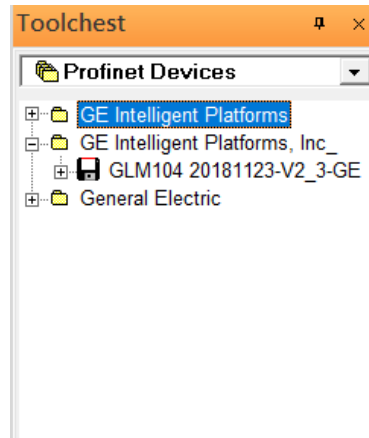 Toolchest
Profinet Devices
GE Intelligent Platforms
GE Intelligent Platforms, Inc_
GLM104 20181123-V2_3-GE
General Electric